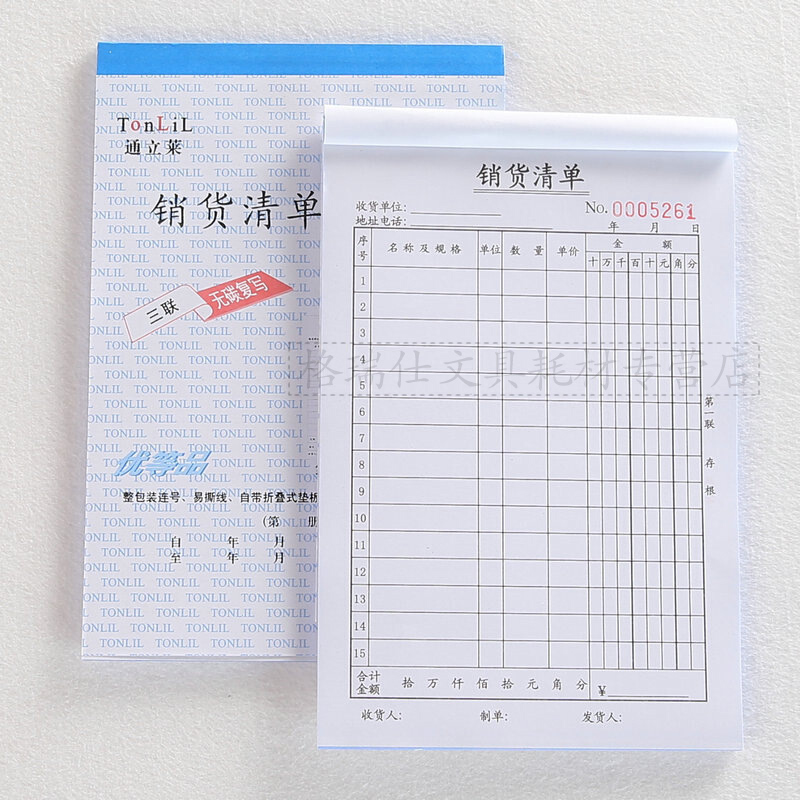 TonLiL
通立莱
销货清单
三联
无碳复写
优等品
整包装连号、易撕线、自带折叠式垫板
(第 册
自 年 月
至 年 月
销货清单
收货单位:
No. 0005261
地址电话:
年 月 日
序号 名称及规格 单位 数量 单价 金额
十万千百十元角分
1
2
3
4
5
6
7
8
9
10
11
12
13
14
15
合计金额 拾万仟佰拾元角分 ¥
收货人: 制单: 发货人:
第一联 存根
格瑞仕文具耗材专营店